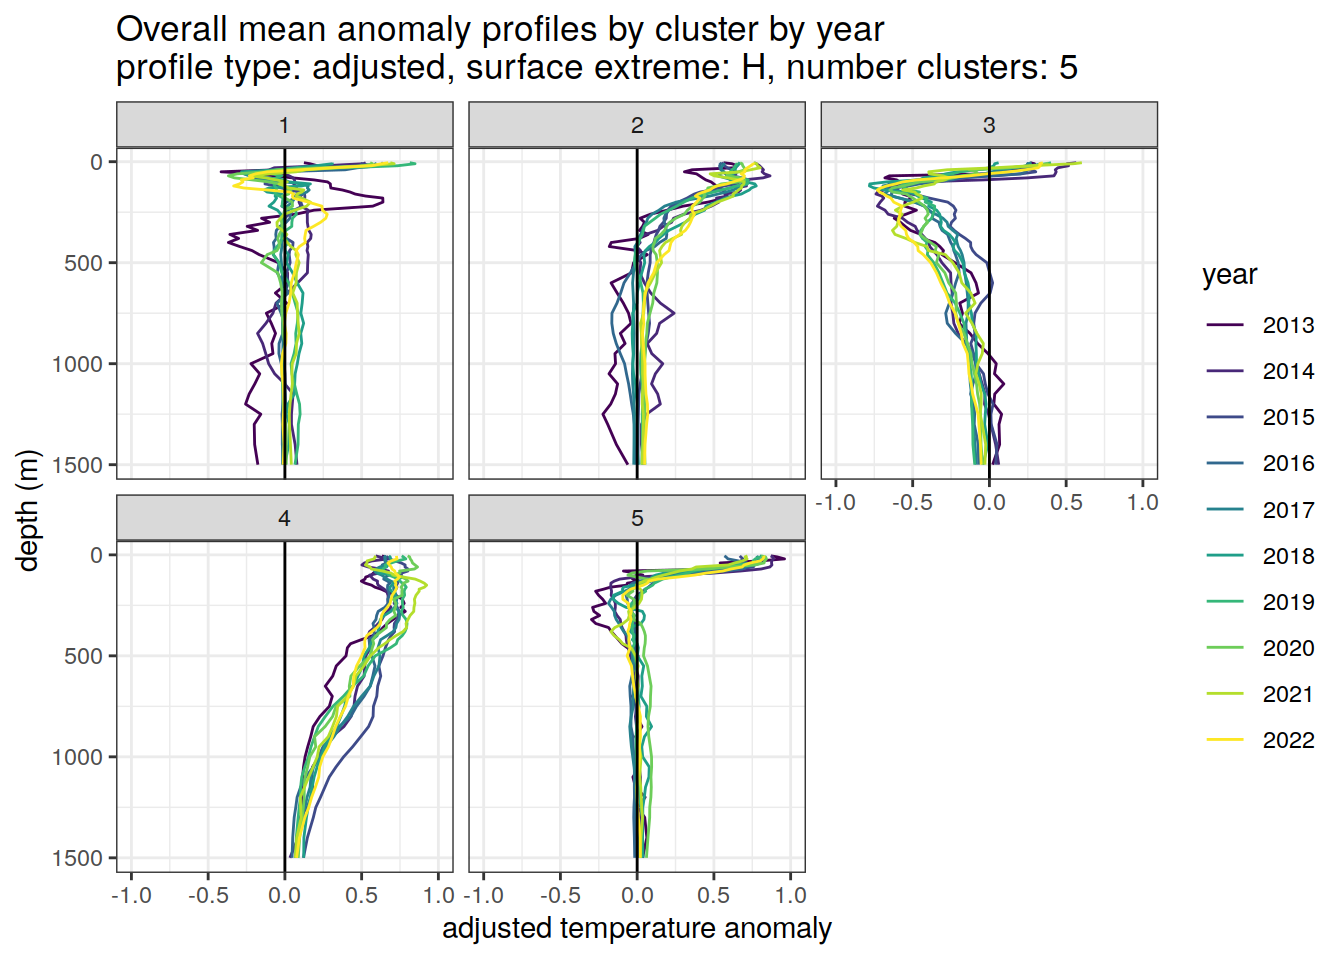 Overall mean anomaly profiles by cluster by year
profile type: adjusted, surface extreme: H, number clusters: 5
1
2
3
0
500
1000
1500
-1.0 -0.5 0.0 0.5 1.0
4
5
0
500
1000
1500
-1.0 -0.5 0.0 0.5 1.0
-1.0 -0.5 0.0 0.5 1.0
adjusted temperature anomaly
depth (m)
year
2013
2014
2015
2016
2017
2018
2019
2020
2021
2022